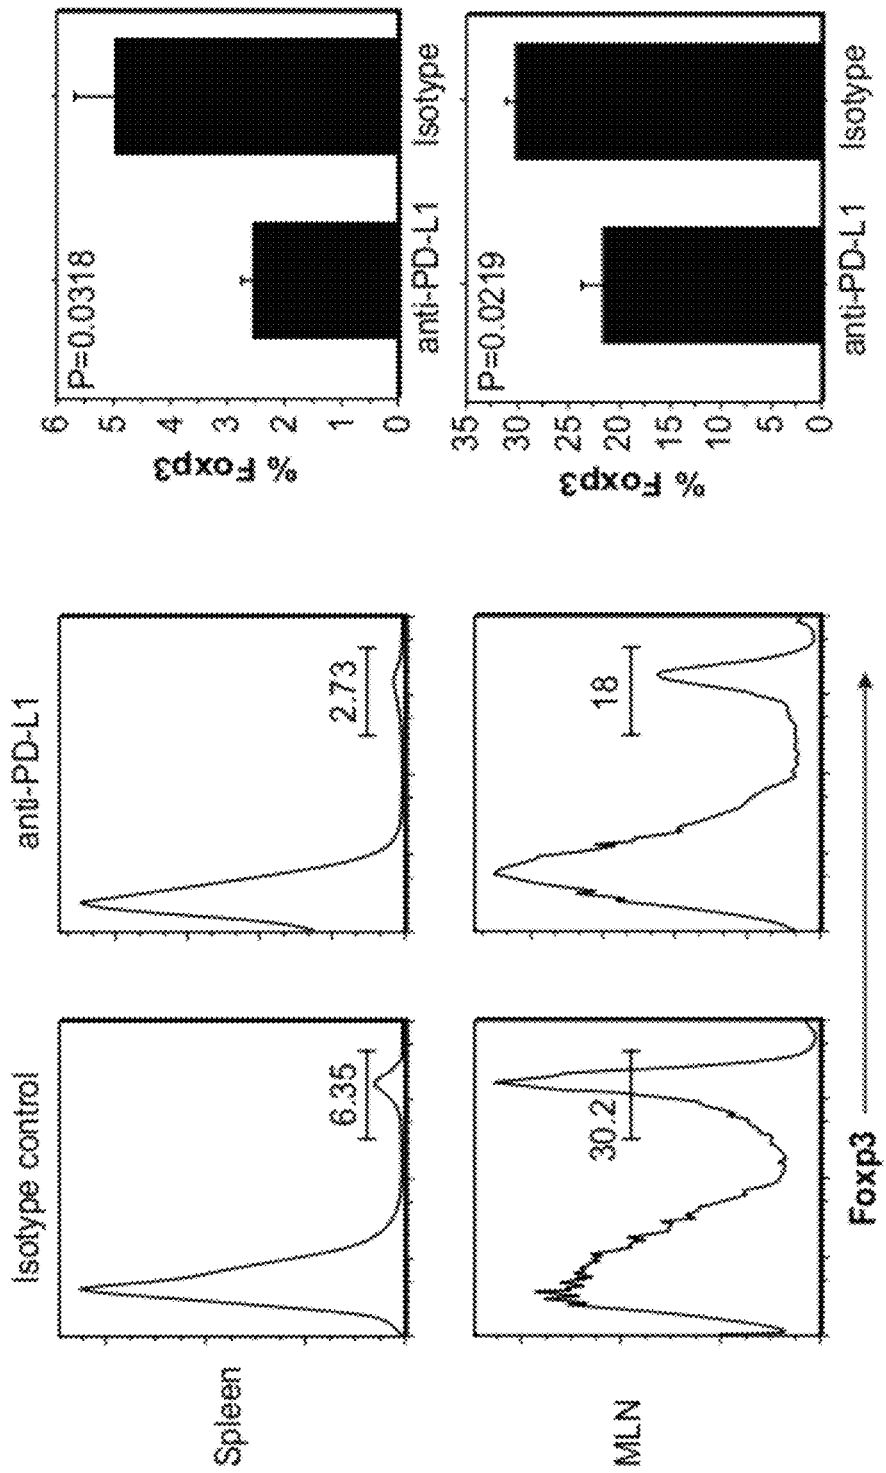 Isotype control
anti-PD-L1
Spleen
6.35
2.73
% Foxp3
6
5
4
3
2
1
0
P=0.0318
anti-PD-L1
Isotype
MLN
30.2
18
% Foxp3
35
30
25
20
15
10
5
0
P=0.0219
anti-PD-L1
Isotype
Foxp3